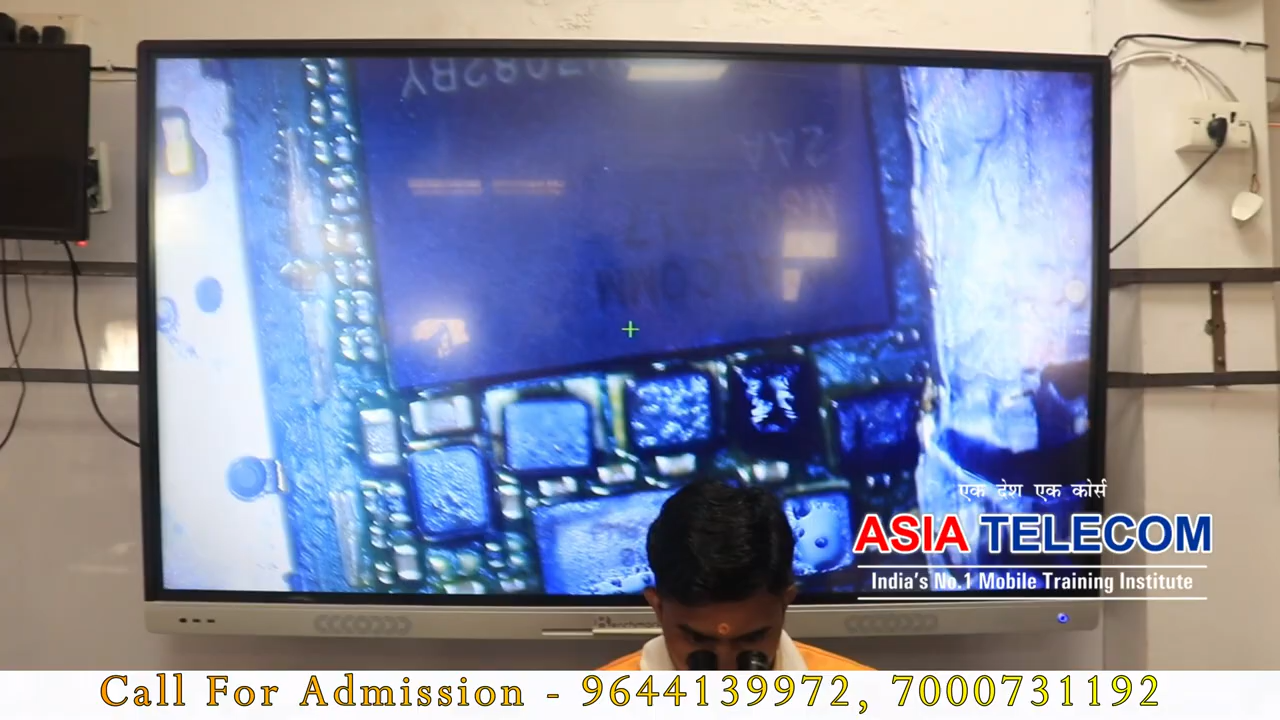 एक देश एक कोर्स
ASIA TELECOM
India's No.1 Mobile Training Institute
Call For Admission - 9644139972, 7000731192